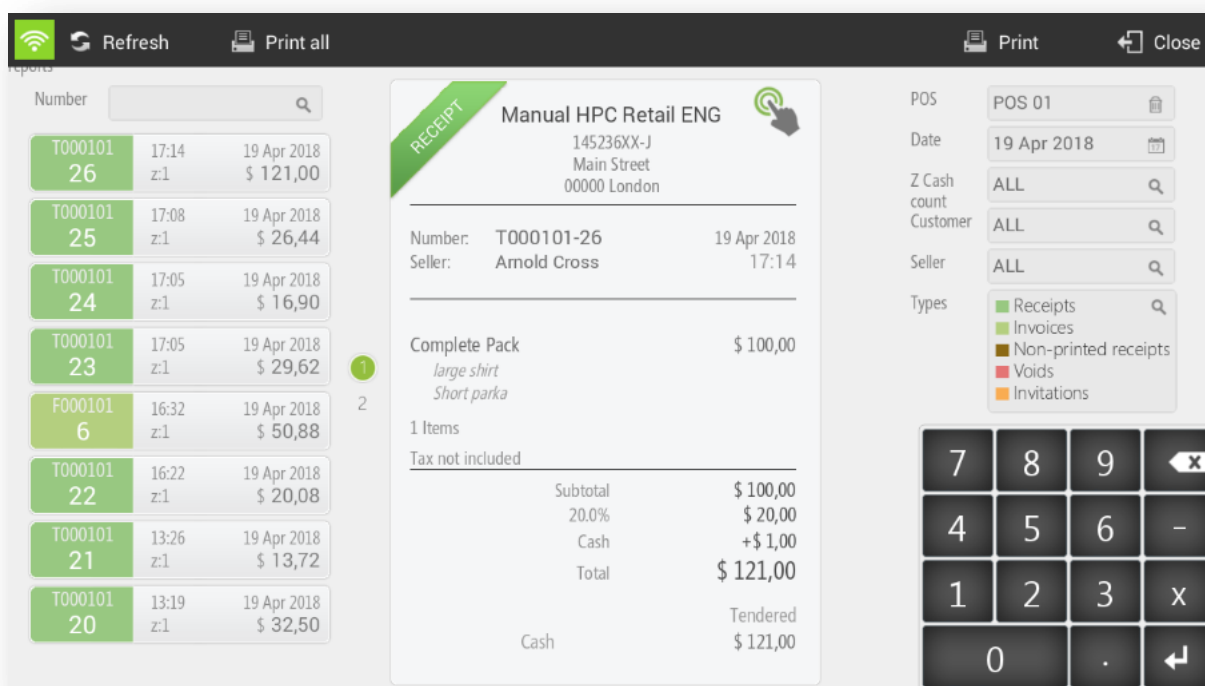 Refresh
Print all
Print
Close
reports
Number
T000101 17:14 19 Apr 2018
26 z:1 $ 121,00
T000101 17:08 19 Apr 2018
25 z:1 $ 26,44
T000101 17:05 19 Apr 2018
24 z:1 $ 16,90
T000101 17:05 19 Apr 2018
23 z:1 $ 29,62
F000101 16:32 19 Apr 2018
6 z:1 $ 50,88
T000101 16:22 19 Apr 2018
22 z:1 $ 20,08
T000101 13:26 19 Apr 2018
21 z:1 $ 13,72
T000101 13:19 19 Apr 2018
20 z:1 $ 32,50
1
2
RECEIPT
Manual HPC Retail ENG
145236XX-J
Main Street
00000 London
Number: T000101-26 19 Apr 2018
Seller: Arnold Cross 17:14
Complete Pack $ 100,00
large shirt
Short parka
1 Items
Tax not included
Subtotal $ 100,00
20.0% $ 20,00
Cash +$ 1,00
Total $ 121,00
Tendered
Cash $ 121,00
POS POS 01
Date 19 Apr 2018 17
Z Cash count ALL
Customer ALL
Seller ALL
Types Receipts
Invoices
Non-printed receipts
Voids
Invitations
7 8 9 x
4 5 6 -
1 2 3 X
0 .